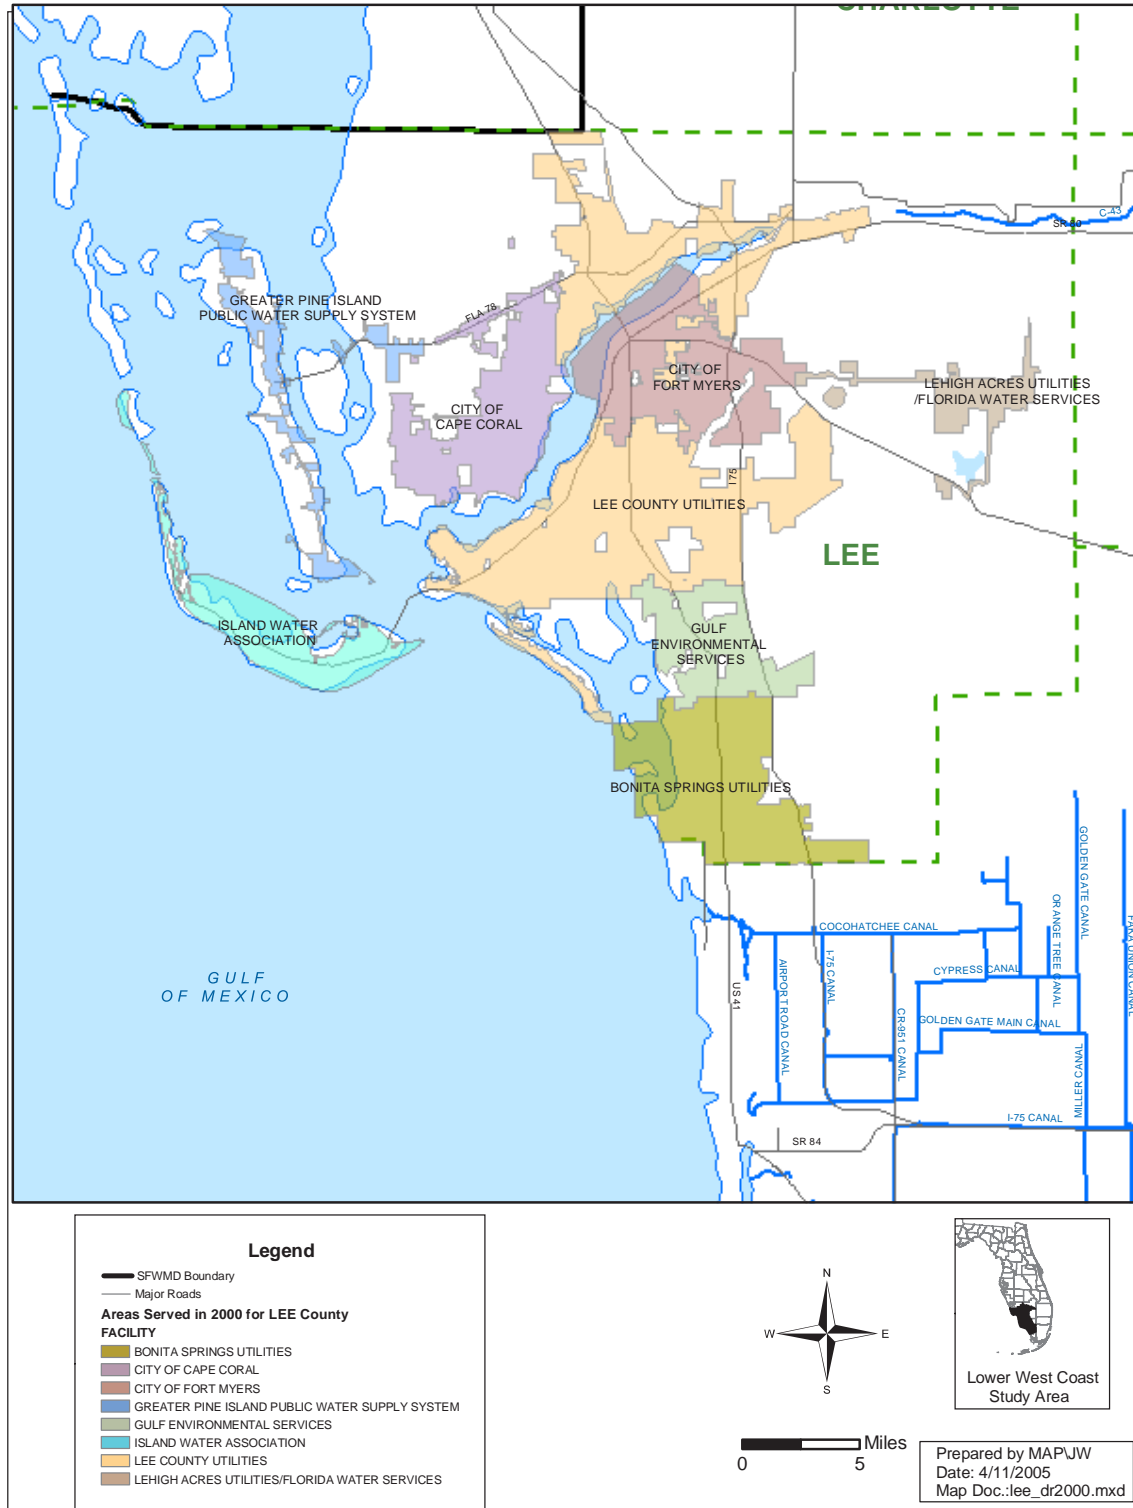 CHARLOTTE
C-43
SR 80
GREATER PINE ISLAND
PUBLIC WATER SUPPLY SYSTEM
FLA-78
CITY OF
FORT MYERS
LEHIGH ACRES UTILITIES
/FLORIDA WATER SERVICES
CITY OF
CAPE CORAL
I75
LEE COUNTY UTILITIES
LEE
ISLAND WATER
ASSOCIATION
GULF
ENVIRONMENTAL
SERVICES
BONITA SPRINGS UTILITIES
GOLDEN GATE CANAL
ORANGE TREE CANAL
FAKA UNION CANAL
COCOHATCHEE CANAL
I-75 CANAL
AIRPORT ROAD CANAL
CYPRESS CANAL
GULF
OF MEXICO
US 41
CR-951 CANAL
GOLDEN GATE MAIN CANAL
MILLER CANAL
I-75 CANAL
SR 84
Legend
SFWMD Boundary
Major Roads
Areas Served in 2000 for LEE County
FACILITY
BONITA SPRINGS UTILITIES
CITY OF CAPE CORAL
CITY OF FORT MYERS
GREATER PINE ISLAND PUBLIC WATER SUPPLY SYSTEM
GULF ENVIRONMENTAL SERVICES
ISLAND WATER ASSOCIATION
LEE COUNTY UTILITIES
LEHIGH ACRES UTILITIES/FLORIDA WATER SERVICES
N
W
E
S
Lower West Coast
Study Area
Miles
0 5
Prepared by MAP\JW
Date: 4/11/2005
Map Doc.:lee_dr2000.mxd